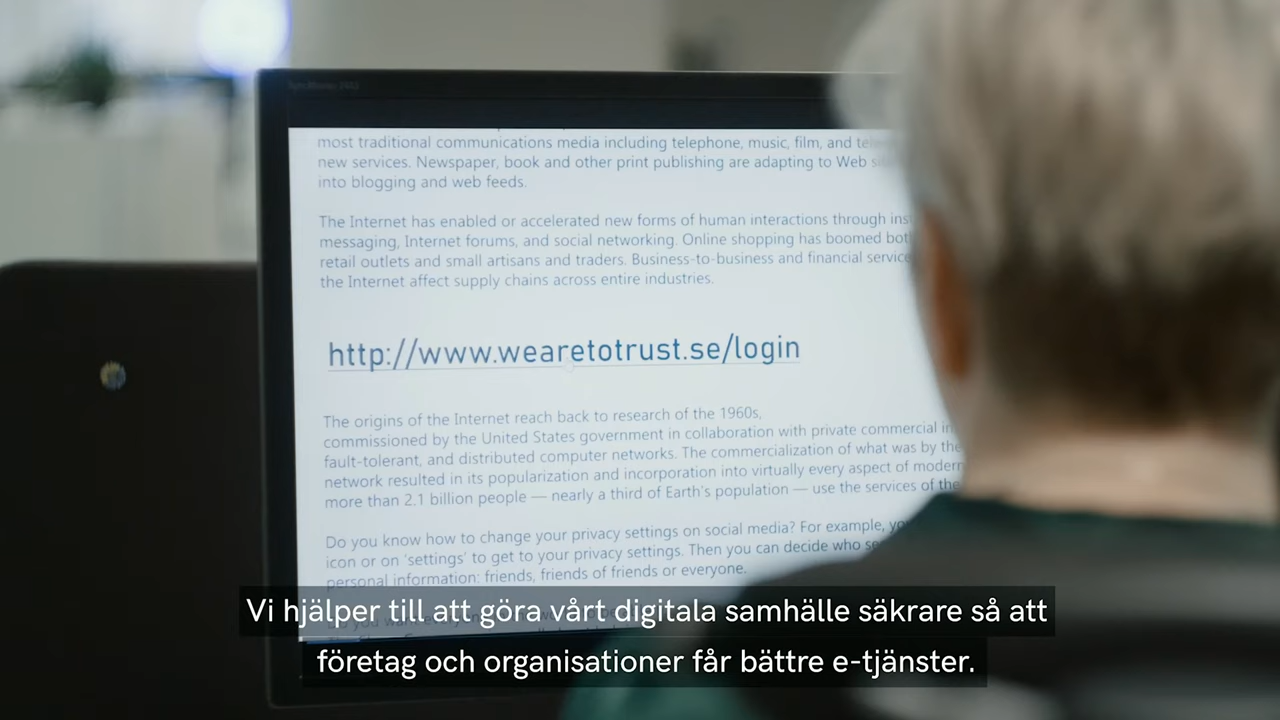 most traditional communications media including telephone, music, film, and
new services. Newspaper, book and other print publishing are adapting to Web
into blogging and web feeds.
The Internet has enabled or accelerated new forms of human interactions through
messaging, Internet forums, and social networking. Online shopping has boomed
retail outlets and small artisans and traders. Business-to-business and financial
the Internet affect supply chains across entire industries.
http://www.wearetotrust.se/login
The origins of the Internet reach back to research of the 1960s,
commissioned by the United States government in collaboration with private commercial
fault-tolerant, and distributed computer networks. The commercialization of what was by the
network resulted in its popularization and incorporation into virtually every aspect of modern
more than 2.1 billion people — nearly a third of Earth's population — use the services of the
Do you know how to change your privacy settings on social media? For example,
icon or on 'settings' to get to your privacy settings. Then you can decide who
personal information: friends, friends of friends or everyone.
Vi hjälper till att göra vårt digitala samhälle säkrare så att
företag och organisationer får bättre e-tjänster.